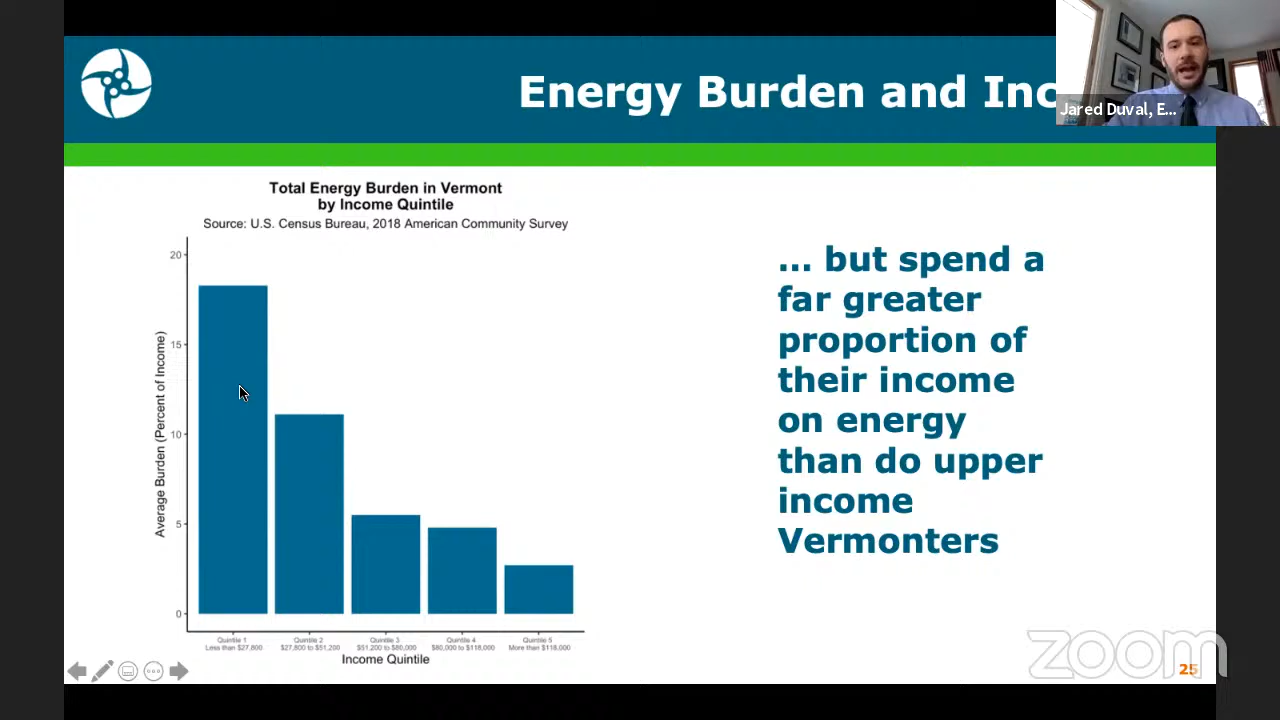 Energy Burden and Inc
Jared Duval, E...
Total Energy Burden in Vermont
by Income Quintile
Source: U.S. Census Bureau, 2018 American Community Survey
20
15
10
5
0
Average Burden (Percent of Income)
Quintile 1
Less than $27,800
Quintile 2
$27,800 to $51,200
Quintile 3
$51,200 to $80,000
Quintile 4
$80,000 to $118,000
Quintile 5
More than $118,000
Income Quintile
... but spend a
far greater
proportion of
their income
on energy
than do upper
income
Vermonters
zoom
25